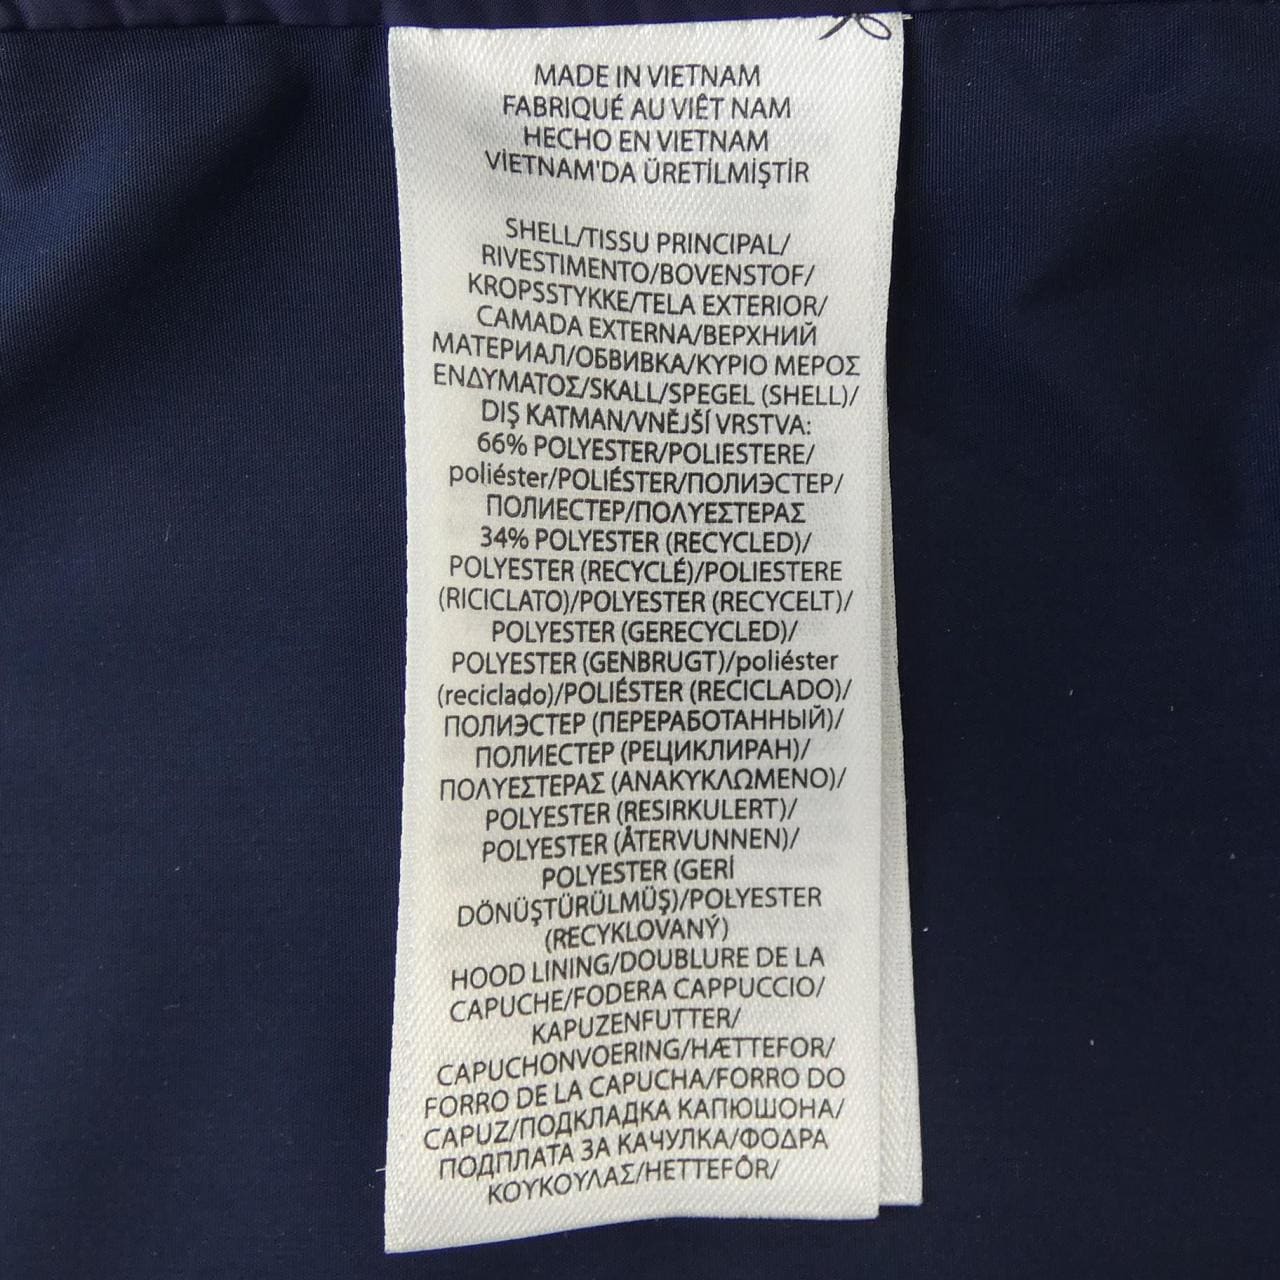 MADE IN VIETNAM
FABRIQUÉ AU VIÊT NAM
HECHO EN VIETNAM
VİETNAM'DA ÜRETİLMİŞTİR
SHELL/TISSU PRINCIPAL/
RIVESTIMENTO/BOVENSTOF/
KROPSSTYKKE/TELA EXTERIOR/
CAMADA EXTERNA/ВЕРХНИЙ
МАТЕРИАЛ/ОБВИВКА/ΚΥΡΙΟ ΜΕΡΟΣ
ΕΝΔΥΜΑΤΟΣ/SKALL/SPEGEL (SHELL)/
DIŞ KATMAN/VNĚJŠÍ VRSTVA:
66% POLYESTER/POLIESTERE/
poliéster/POLIÉSTER/ПОЛИЭСТЕР/
ПОЛИЕСТЕР/ΠΟΛΥΕΣΤΕΡΑΣ
34% POLYESTER (RECYCLED)/
POLYESTER (RECYCLÉ)/POLIESTERE
(RICICLATO)/POLYESTER (RECYCELT)/
POLYESTER (GERECYCLED)/
POLYESTER (GENBRUGT)/poliéster
(reciclado)/POLIÉSTER (RECICLADO)/
ПОЛИЭСТЕР (ПЕРЕРАБОТАННЫЙ)/
ПОЛИЕСТЕР (РЕЦИКЛИРАН)/
ΠΟΛΥΕΣΤΕΡΑΣ (ΑΝΑΚΥΚΛΩΜΕΝΟ)/
POLYESTER (RESIRKULERT)/
POLYESTER (ÅTERVUNNEN)/
POLYESTER (GERİ
DÖNÜŞTÜRÜLMÜŞ)/POLYESTER
(RECYKLOVANÝ)
HOOD LINING/DOUBLURE DE LA
CAPUCHE/FODERA CAPPUCCIO/
KAPUZENFUTTER/
CAPUCHONVOERING/HÆTTEFOR/
FORRO DE LA CAPUCHA/FORRO DO
CAPUZ/ПОДКЛАДКА КАПЮШОНА/
ПОДПЛАТА ЗА КАЧУЛКА/ΦΟΔΡΑ
ΚΟΥΚΟΥΛΑΣ/HETTEFÔR/